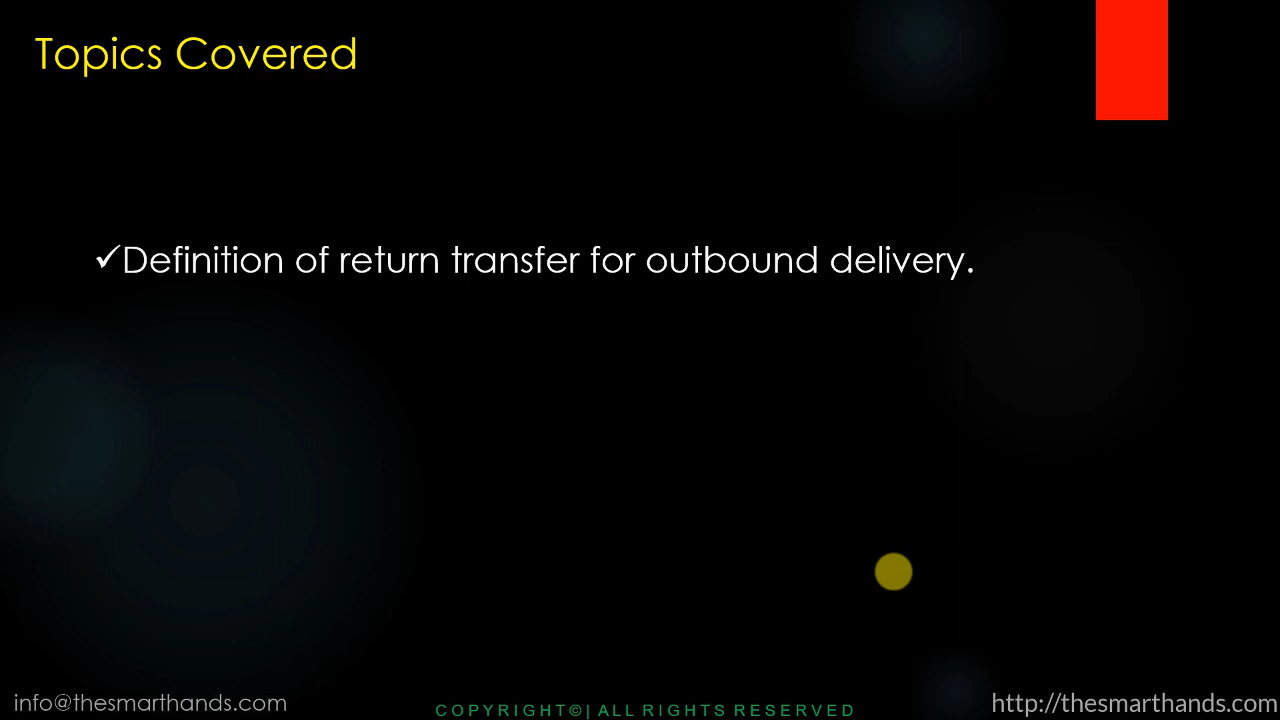 Topics Covered
✓Definition of return transfer for outbound delivery.
info@thesmarthands.com
COPYRIGHT©| ALL RIGHTS RESERVED
http://thesmarthands.com